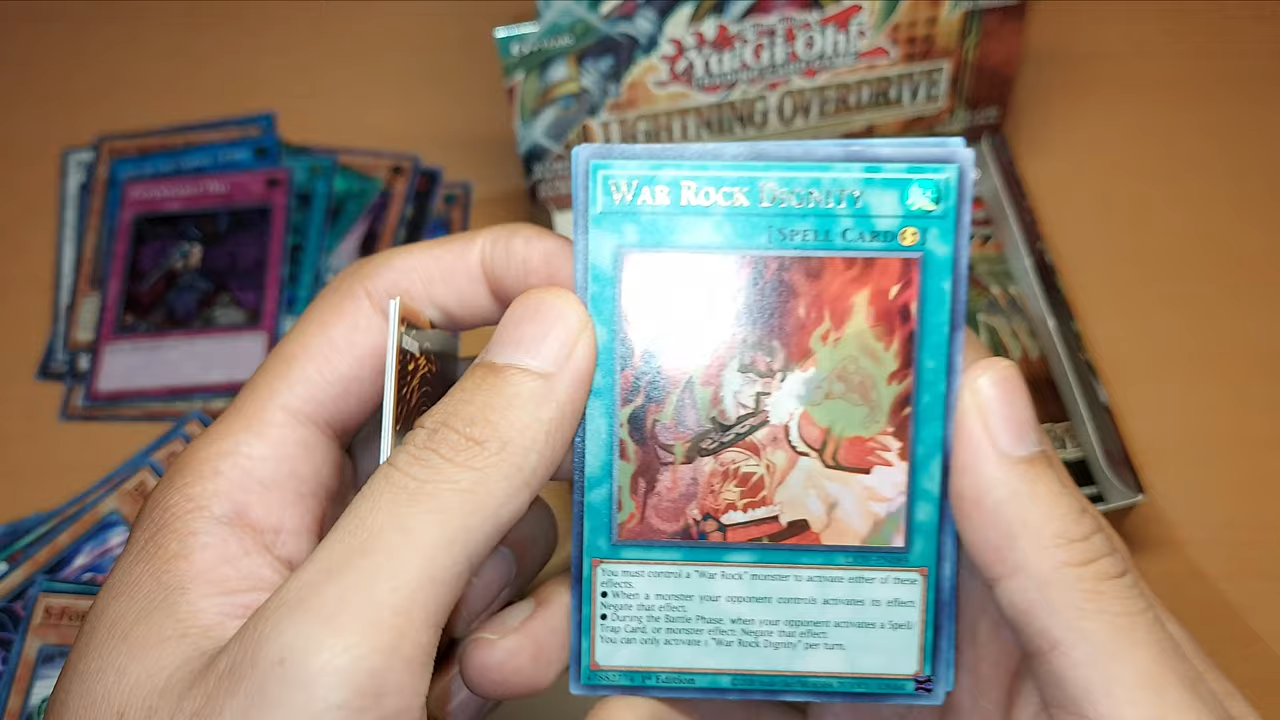 Yu-Gi-Oh!
LIGHTNING OVERDRIVE
WAR ROCK DIGNITY
[SPELL CARD]
You must control a "War Rock" monster to activate either of these
effects.
● When a monster your opponent controls activates its effect:
Negate that effect.
● During the Battle Phase, when your opponent activates a Spell/
Trap Card, or monster effect: Negate that effect.
You can only activate 1 "War Rock Dignity" per turn.
1st Edition
S-Fo